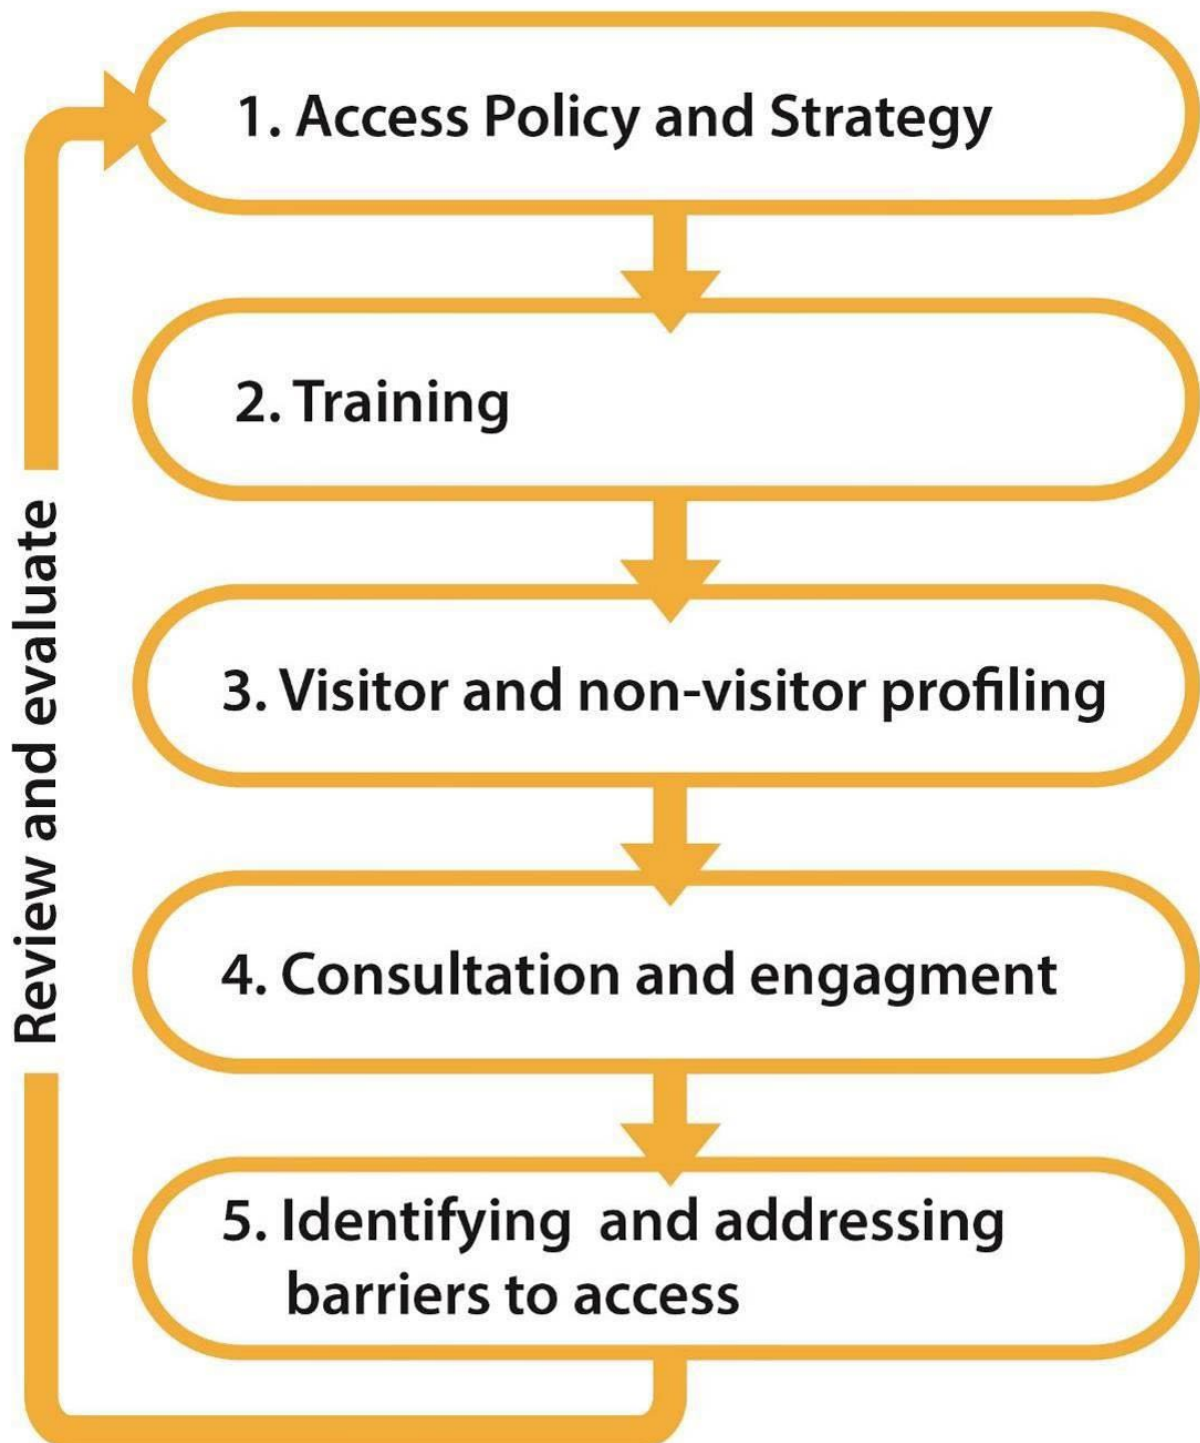 1. Access Policy and Strategy
2. Training
3. Visitor and non-visitor profiling
4. Consultation and engagment
5. Identifying and addressing
barriers to access
Review and evaluate